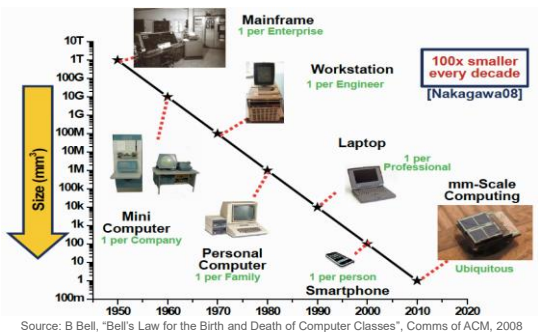 Mainframe
1 per Enterprise
10T
1T
100G
10G
1G
100M
10M
1M
100k
10k
1k
100
10
1
100m
Size (mm³)
Workstation
1 per Engineer
100x smaller
every decade
[Nakagawa08]
Laptop
1 per
Professional
mm-Scale
Computing
Ubiquitous
Mini
Computer
1 per Company
Personal
Computer
1 per Family
1 per person
Smartphone
1950 1960 1970 1980 1990 2000 2010 2020
Source: B Bell, “Bell’s Law for the Birth and Death of Computer Classes”, Comms of ACM, 2008